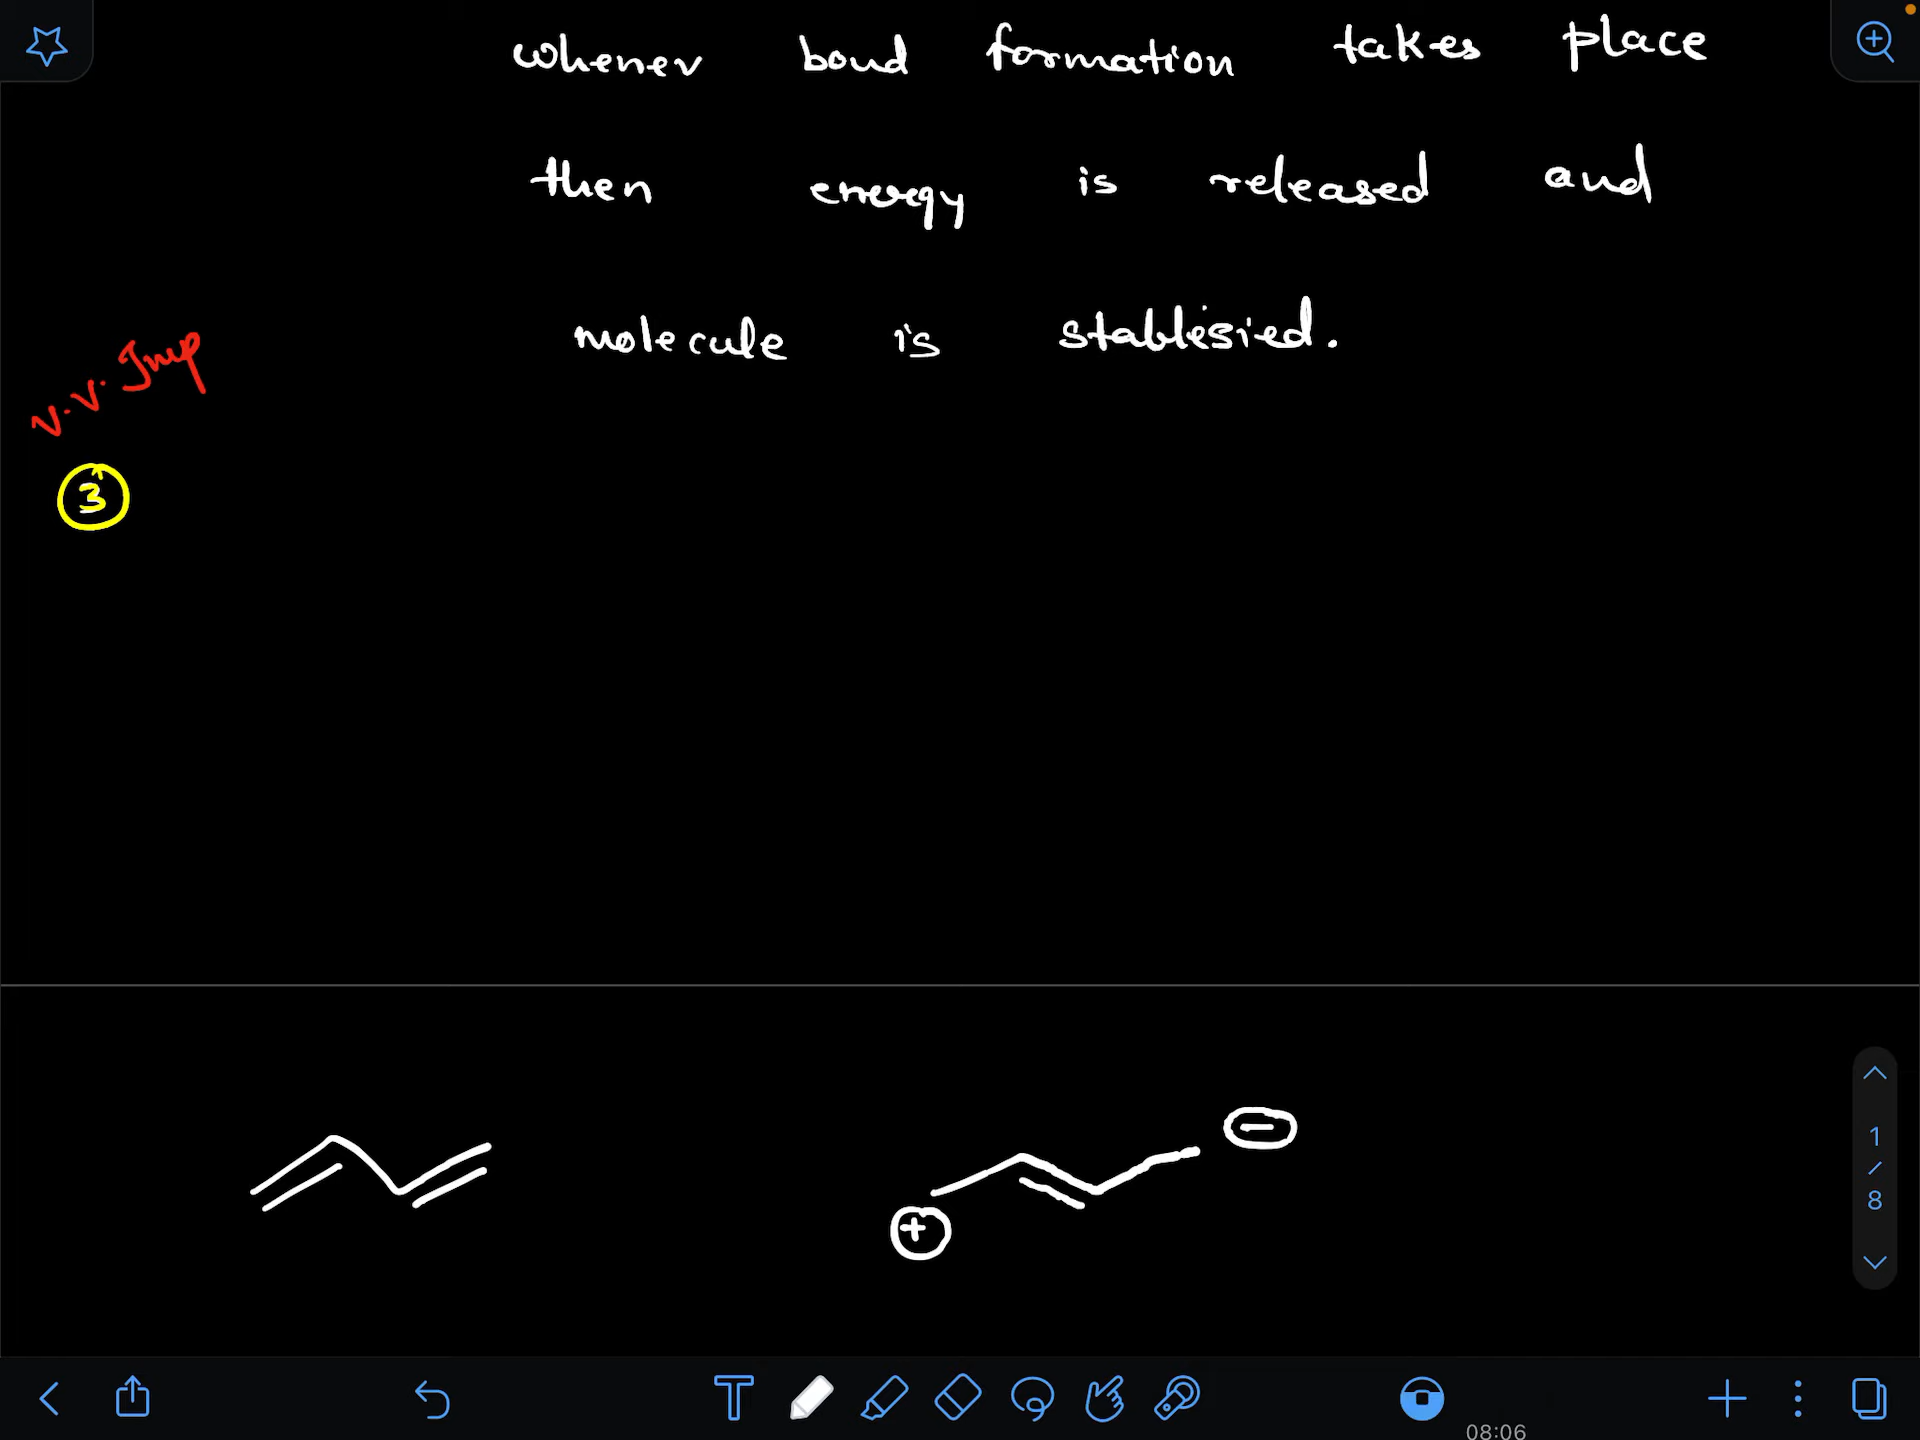 whenev bond formation takes place
then energy is released and
molecule is stablesied.
v.v. Imp
3
+
-
1
/
8
T
08:06